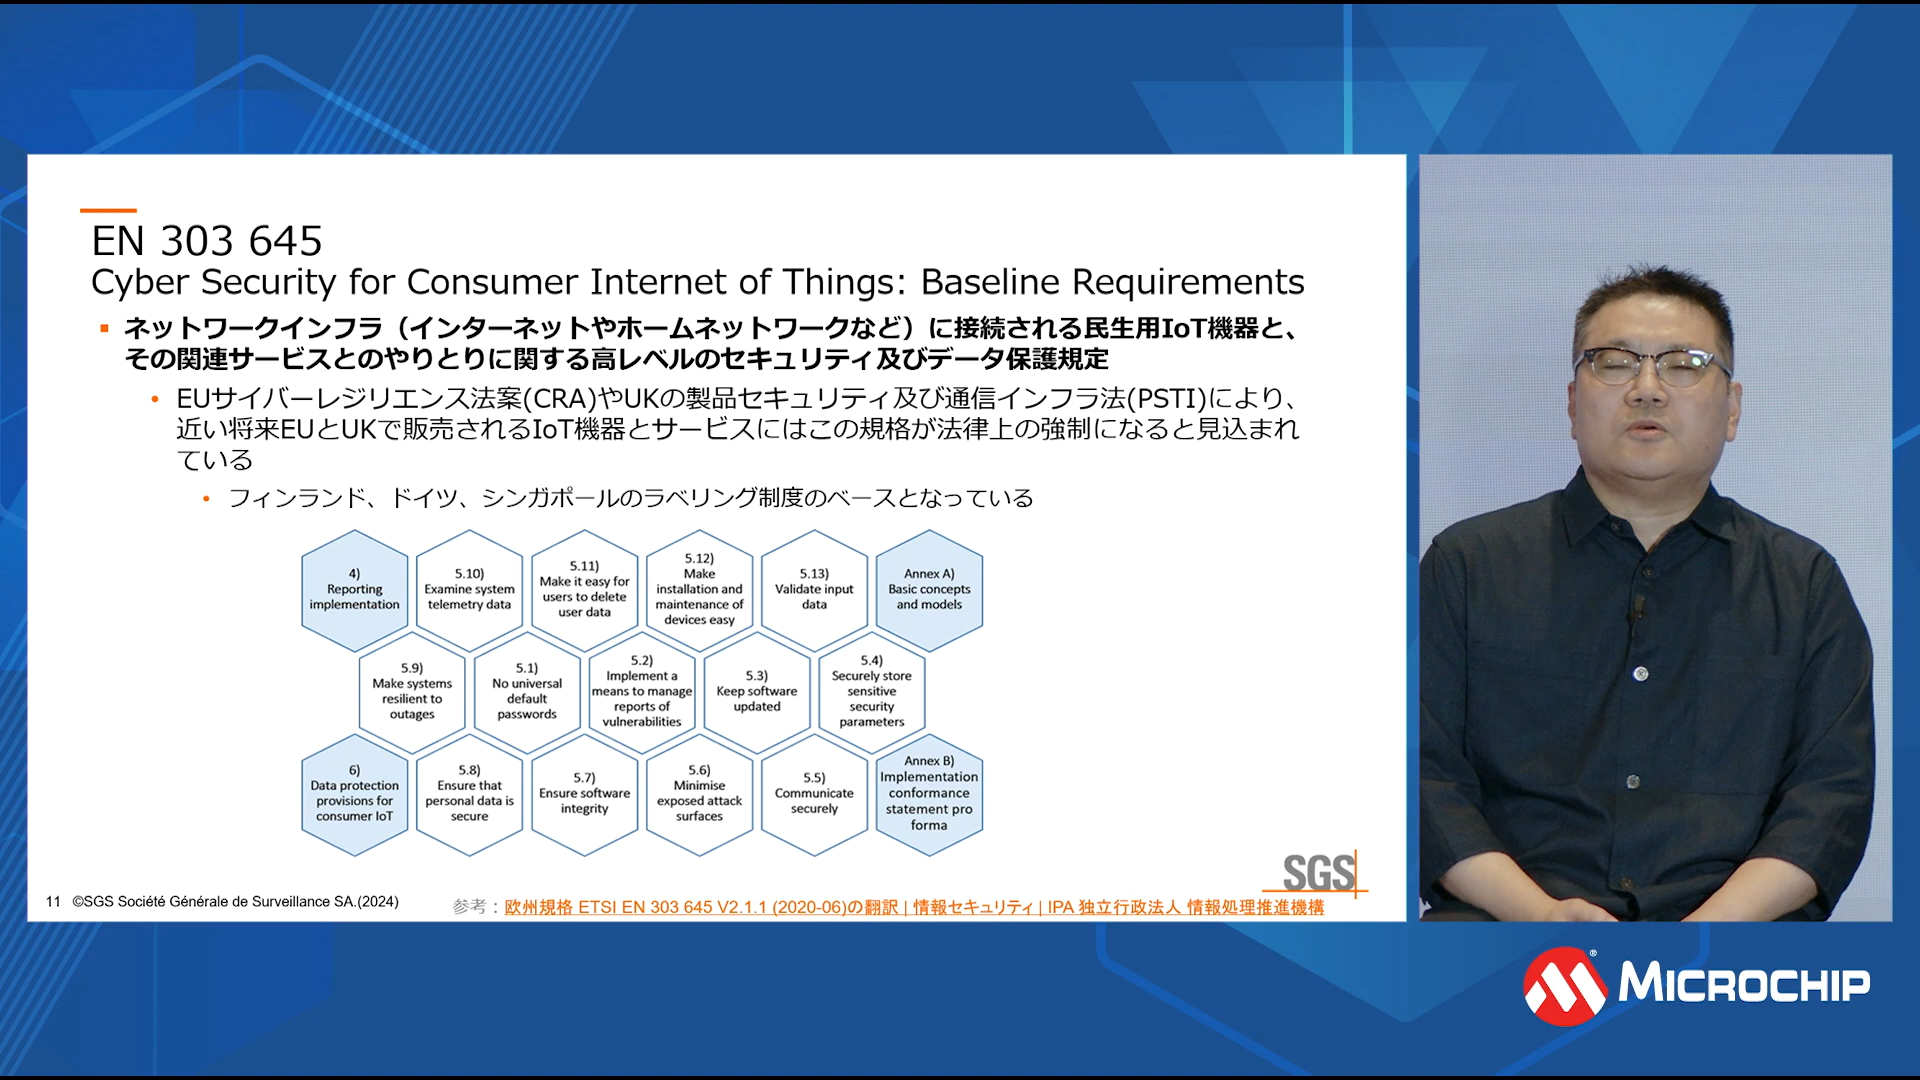 EN 303 645
Cyber Security for Consumer Internet of Things: Baseline Requirements
▪ ネットワークインフラ（インターネットやホームネットワークなど）に接続される民生用IoT機器と、
その関連サービスとのやりとりに関する高レベルのセキュリティ及びデータ保護規定
• EUサイバーレジリエンス法案(CRA)やUKの製品セキュリティ及び通信インフラ法(PSTI)により、
近い将来EUとUKで販売されるIoT機器とサービスにはこの規格が法律上の強制になると見込まれ
ている
• フィンランド、ドイツ、シンガポールのラベリング制度のベースとなっている
4)
Reporting
implementation
5.10)
Examine system
telemetry data
5.11)
Make it easy for
users to delete
user data
5.12)
Make
installation and
maintenance of
devices easy
5.13)
Validate input
data
Annex A)
Basic concepts
and models
5.9)
Make systems
resilient to
outages
5.1)
No universal
default
passwords
5.2)
Implement a
means to manage
reports of
vulnerabilities
5.3)
Keep software
updated
5.4)
Securely store
sensitive
security
parameters
6)
Data protection
provisions for
consumer IoT
5.8)
Ensure that
personal data is
secure
5.7)
Ensure software
integrity
5.6)
Minimise
exposed attack
surfaces
5.5)
Communicate
securely
Annex B)
Implementation
conformance
statement pro
forma
SGS
11 ©SGS Société Générale de Surveillance SA.(2024)
参考：欧州規格 ETSI EN 303 645 V2.1.1 (2020-06)の翻訳 | 情報セキュリティ | IPA 独立行政法人 情報処理推進機構
MICROCHIP